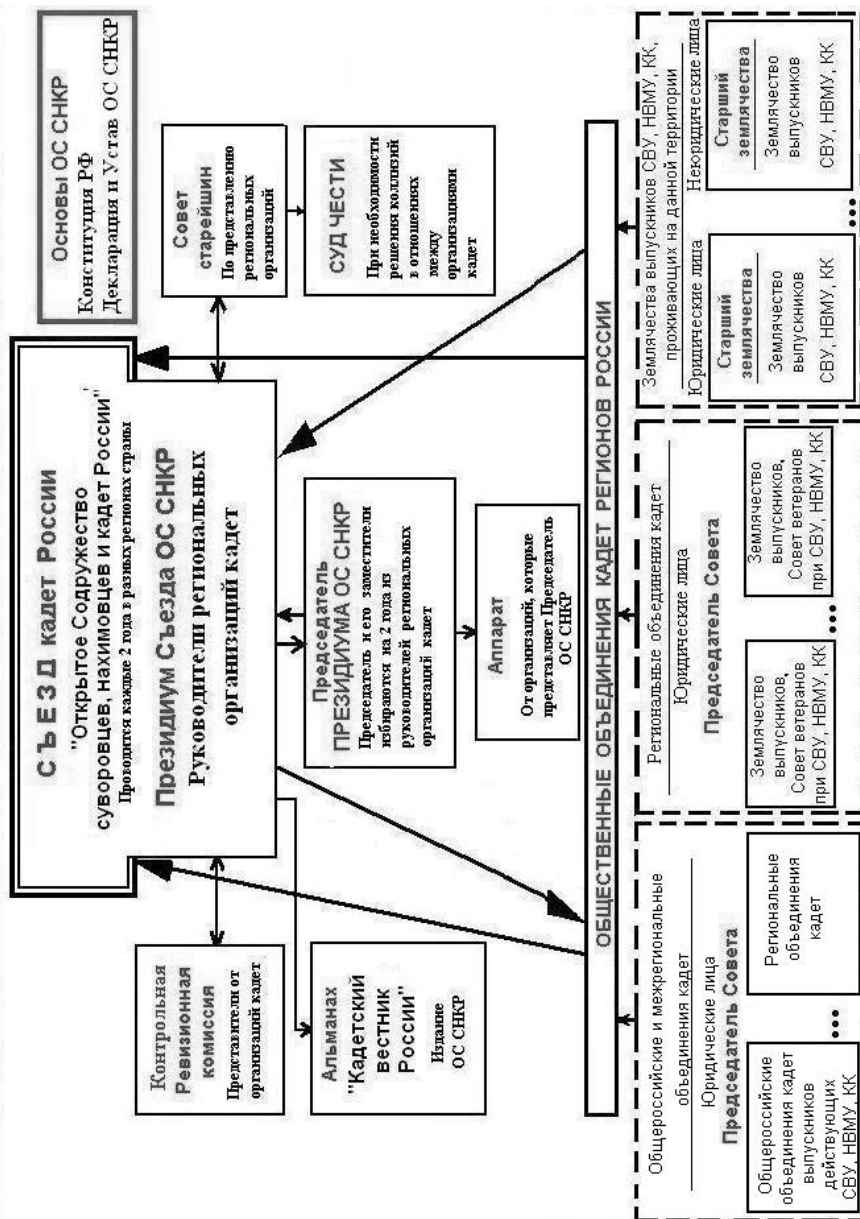 Основы ОС СНКР
Конституция РФ
Декларация и Устав ОС СНКР
СЪЕЗД кадет России
"Открытое Содружество
суворовцев, нахимовцев и кадет России"
Проводится каждые 2 года в разных регионах страны
Президиум Съезда ОС СНКР
Руководители региональных
организаций кадет
Контрольная
Ревизионная
комиссия
Представители от
организаций кадет
Альманах
"Кадетский
вестник
России"
Издание
ОС СНКР
Председатель
ПРЕЗИДИУМА ОС СНКР
Председатель и его заместители
избираются на 2 года из
руководителей региональных
организаций кадет
Аппарат
От организаций, которые
представляет Председатель
ОС СНКР
Совет
старейшин
По представлению
региональных
организаций
СУД ЧЕСТИ
При необходимости
решения коллизий
в отношениях
между
организациями
кадет
ОБЩЕСТВЕННЫЕ ОБЪЕДИНЕНИЯ КАДЕТ РЕГИОНОВ РОССИИ
Общероссийские и межрегиональные
объединения кадет
Юридические лица
Председатель Совета
Общероссийские
объединения кадет
выпускников
действующих
СВУ, НВМУ, КК
...
Региональные
объединения
кадет
Региональные объединения кадет
Юридические лица
Председатель Совета
Землячество
выпускников,
Совет ветеранов
при СВУ, НВМУ, КК
...
Землячество
выпускников,
Совет ветеранов
при СВУ, НВМУ, КК
Землячества выпускников СВУ, НВМУ, КК,
проживающих на данной территории
Юридические лица
Неюридические лица
Старший
землячества
Землячество
выпускников
СВУ, НВМУ, КК
...
Старший
землячества
Землячество
выпускников
СВУ, НВМУ, КК